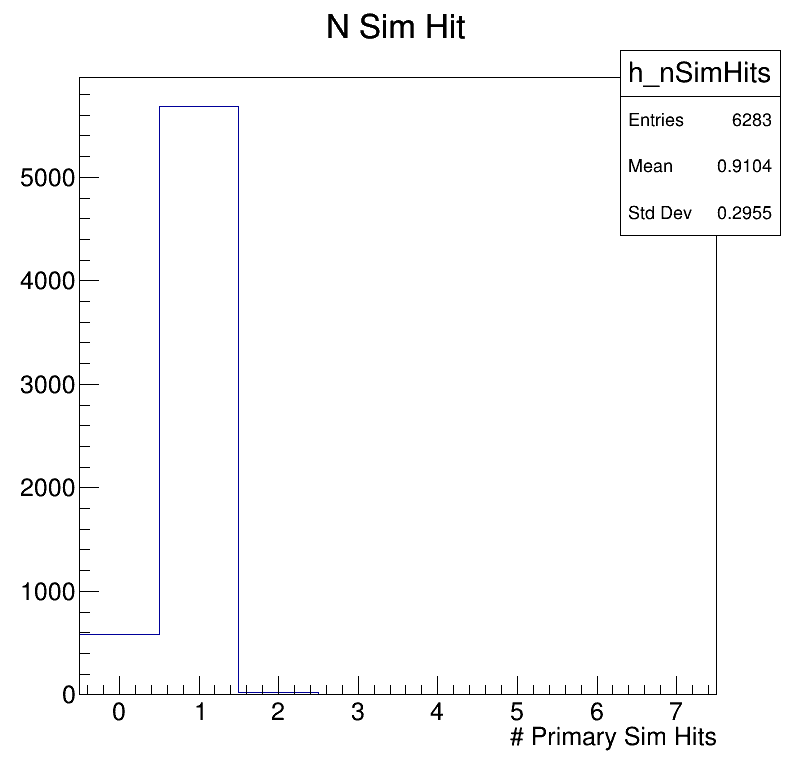 N Sim Hit
h_nSimHits
Entries 6283
Mean 0.9104
Std Dev 0.2955
5000
4000
3000
2000
1000
0
0 1 2 3 4 5 6 7
# Primary Sim Hits